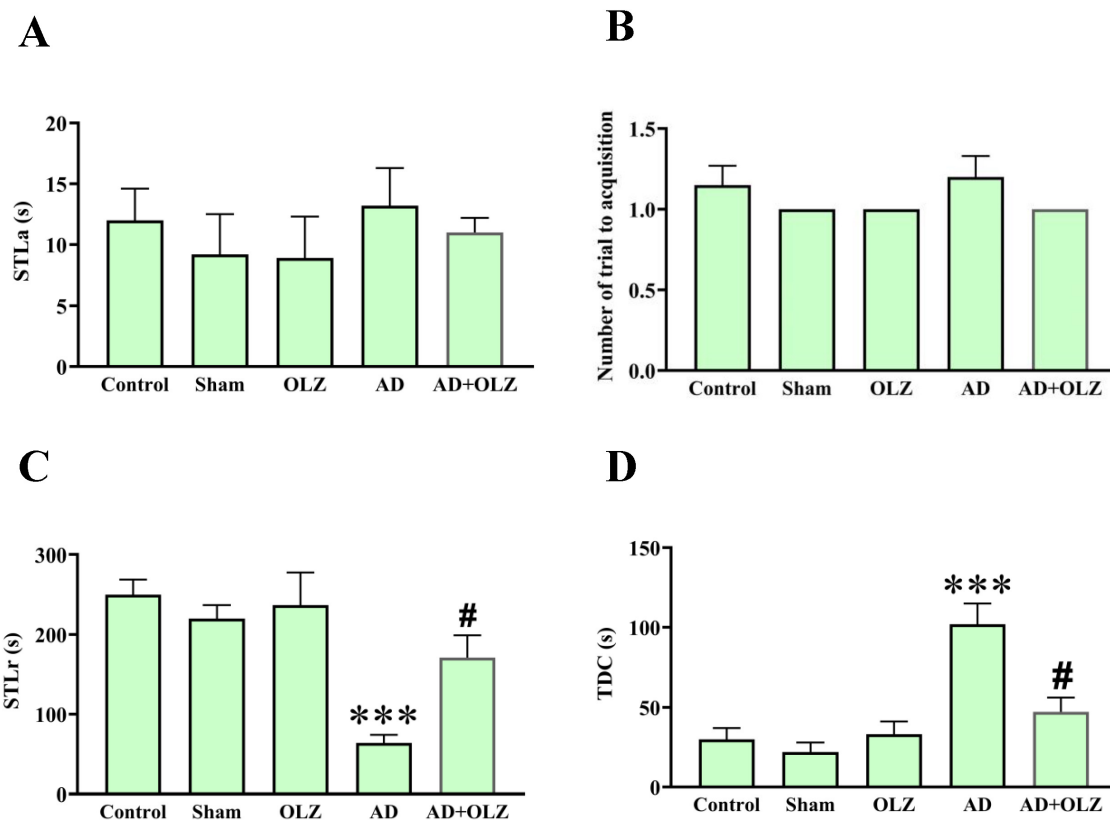 A
B
STLa (s)
20
15
10
5
0
Control Sham OLZ AD AD+OLZ
Number of trial to acquisition
1.5
1.0
0.5
0.0
Control Sham OLZ AD AD+OLZ
C
D
STLr (s)
300
200
100
0
***
#
Control Sham OLZ AD AD+OLZ
TDC (s)
150
100
50
0
***
#
Control Sham OLZ AD AD+OLZ